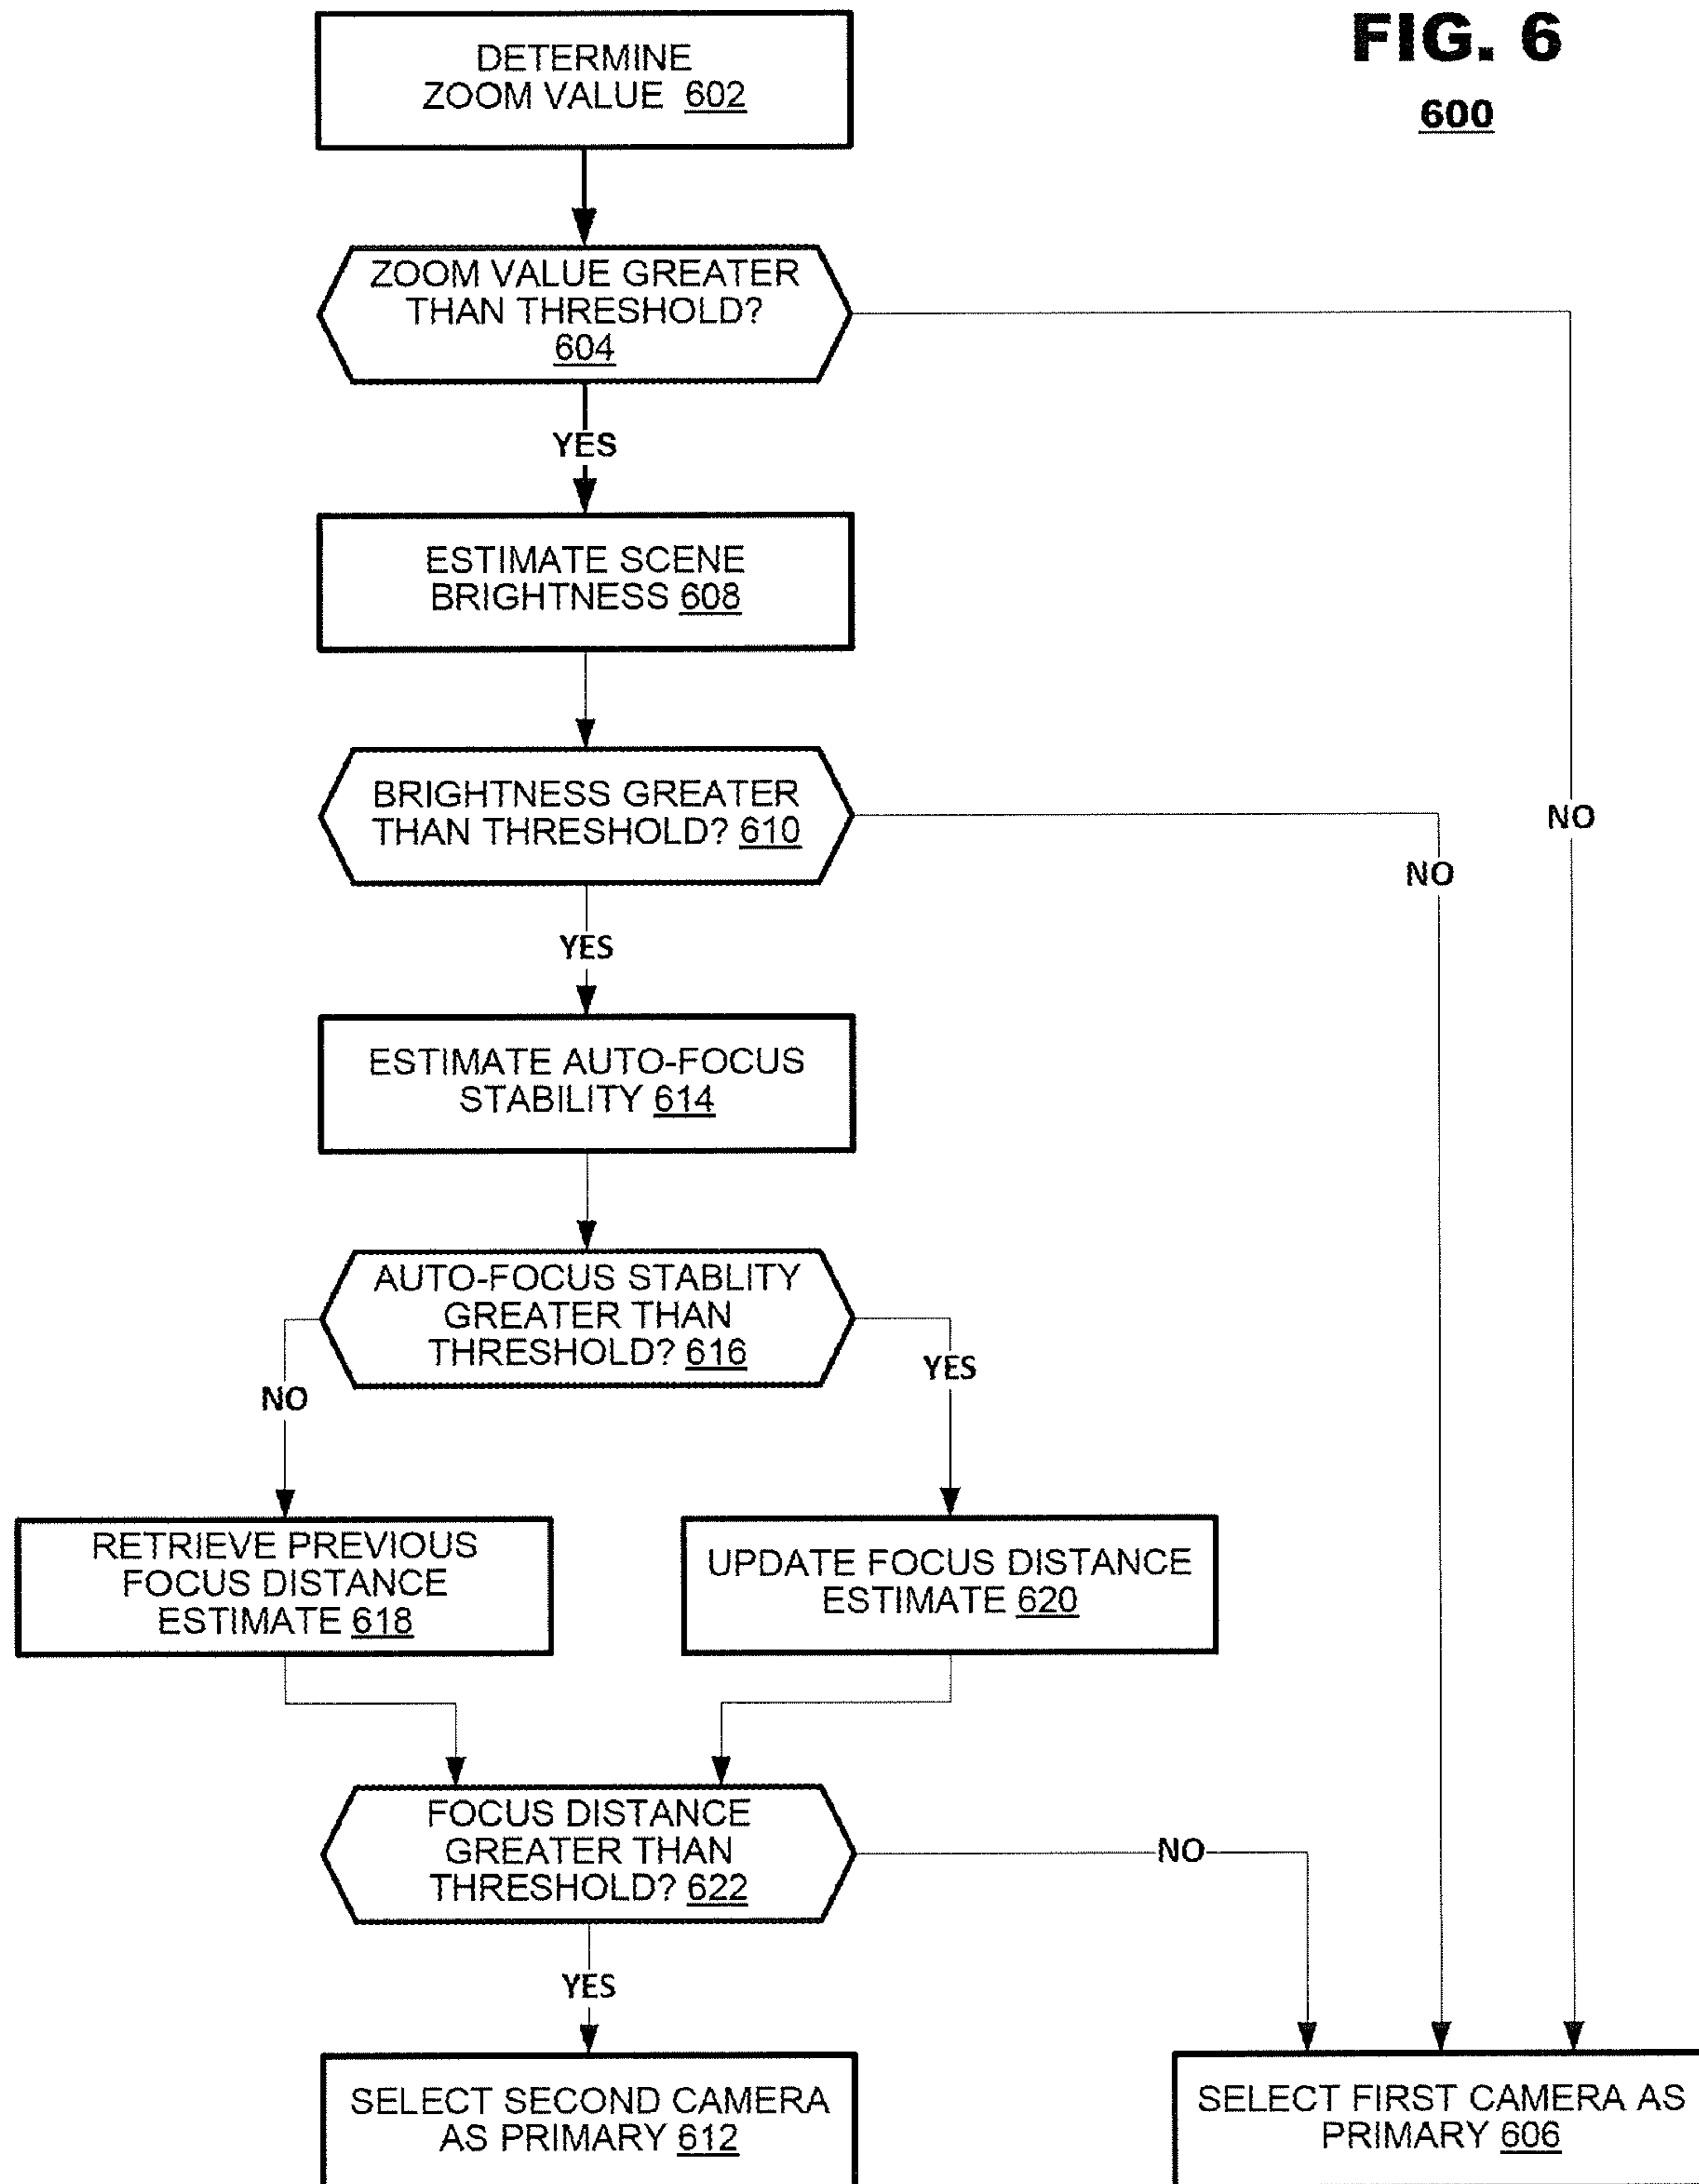 FIG. 6
600
DETERMINE
ZOOM VALUE 602
ZOOM VALUE GREATER
THAN THRESHOLD?
604
YES
NO
ESTIMATE SCENE
BRIGHTNESS 608
BRIGHTNESS GREATER
THAN THRESHOLD? 610
NO
YES
ESTIMATE AUTO-FOCUS
STABILITY 614
AUTO-FOCUS STABLITY
GREATER THAN
THRESHOLD? 616
NO
YES
RETRIEVE PREVIOUS
FOCUS DISTANCE
ESTIMATE 618
UPDATE FOCUS DISTANCE
ESTIMATE 620
FOCUS DISTANCE
GREATER THAN
THRESHOLD? 622
NO
YES
SELECT SECOND CAMERA
AS PRIMARY 612
SELECT FIRST CAMERA AS
PRIMARY 606